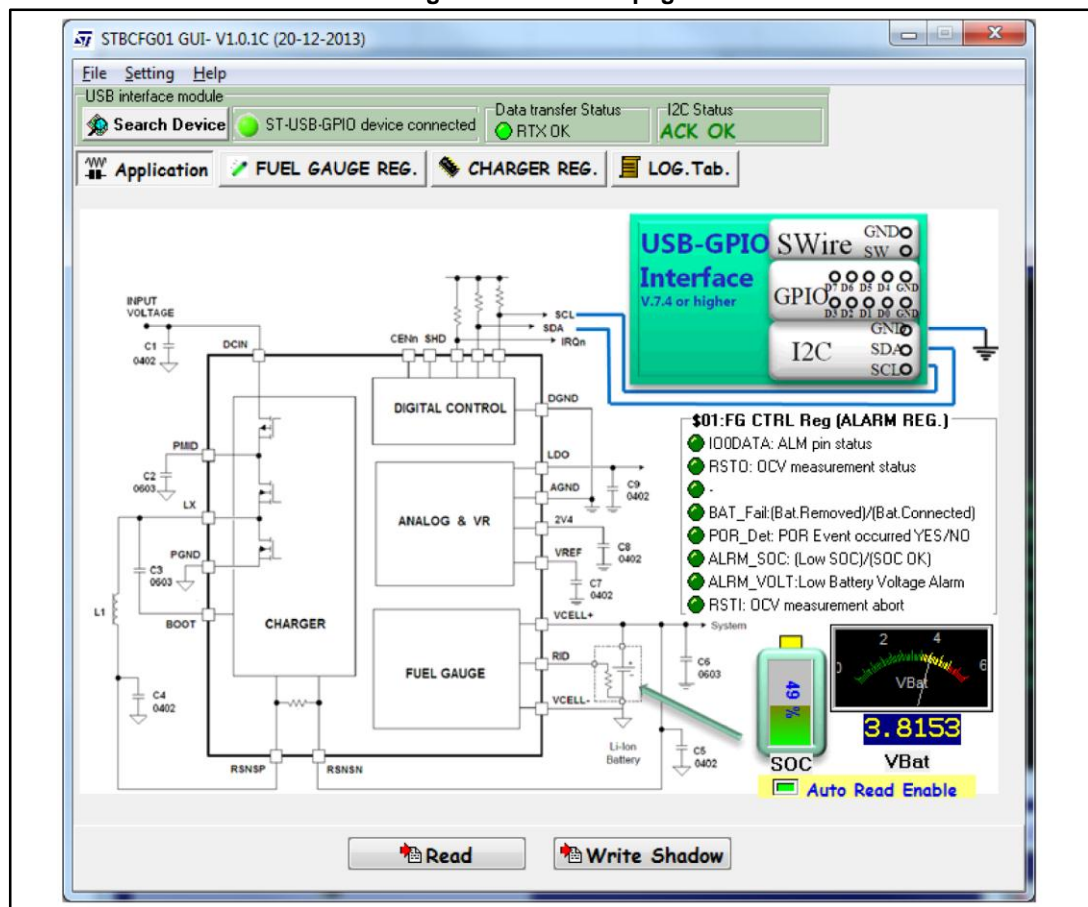 STBCFG01 GUI- V1.0.1C (20-12-2013)
File Setting Help
USB interface module
Search Device
ST-USB-GPIO device connected
Data transfer Status
RTX OK
I2C Status
ACK OK
Application
FUEL GAUGE REG.
CHARGER REG.
LOG.Tab.
USB-GPIO
Interface
V.7.4 or higher
SWire
GND
SW
GPIO
D7 D6 D5 D4 GND
D3 D2 D1 D0 GND
I2C
GND
SDA
SCL
INPUT
VOLTAGE
C1
0402
DCIN
CENn SHD
SCL
SDA
IRQn
DIGITAL CONTROL
DGND
PMID
C2
0603
LX
PGND
C3
0603
L1
BOOT
CHARGER
C4
0402
RSNSP
RSNSN
ANALOG & VR
LDO
C9
0402
AGND
2V4
C8
0402
VREF
C7
0402
FUEL GAUGE
VCELL+
System
RID
C6
0603
VCELL-
Li-Ion
Battery
C5
0402
$01:FG CTRL Reg (ALARM REG.)
IO0DATA: ALM pin status
RSTO: OCV measurement status
-
BAT_Fail:(Bat.Removed)/(Bat.Connected)
POR_Det: POR Event occurred YES/NO
ALRM_SOC: (Low SOC)/(SOC OK)
ALRM_VOLT:Low Battery Voltage Alarm
RSTI: OCV measurement abort
49 %
SOC
0 2 4 6
VBat
3.8153
VBat
Auto Read Enable
Read
Write Shadow